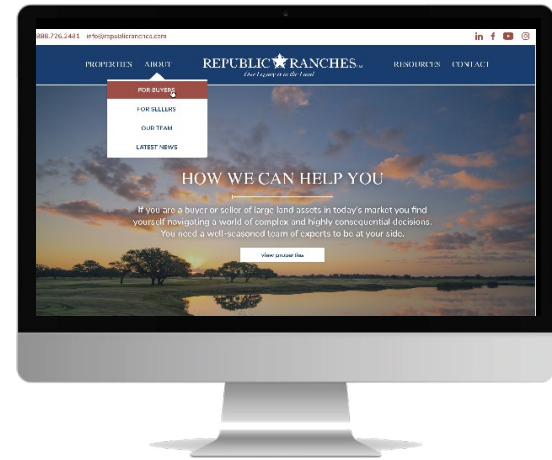 888.726.2481 info@republicranches.com
PROPERTIES ABOUT REPUBLIC RANCHES RESOURCES CONTACT
Our Legacy is in the Land
FOR BUYERS
FOR SELLERS
OUR TEAM
LATEST NEWS
HOW WE CAN HELP YOU
If you are a buyer or seller of large land assets in today's market you find
yourself navigating a world of complex and highly consequential decisions.
You need a well-seasoned team of experts to be at your side.
View properties